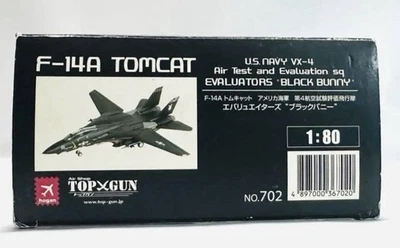 F-14A TOMCAT
U.S. NAVY VX-4
Air Test and Evaluation sq
EVALUATORS "BLACK BUNNY"
F-14A トムキャット アメリカ海軍 第4航空試験評価飛行隊
エバリュエイターズ "ブラックバニー"
1:80
hogan
Air Shop
TOP×GUN
トップガン
http://www.topgun.jp
NO.702
4 897000 367020